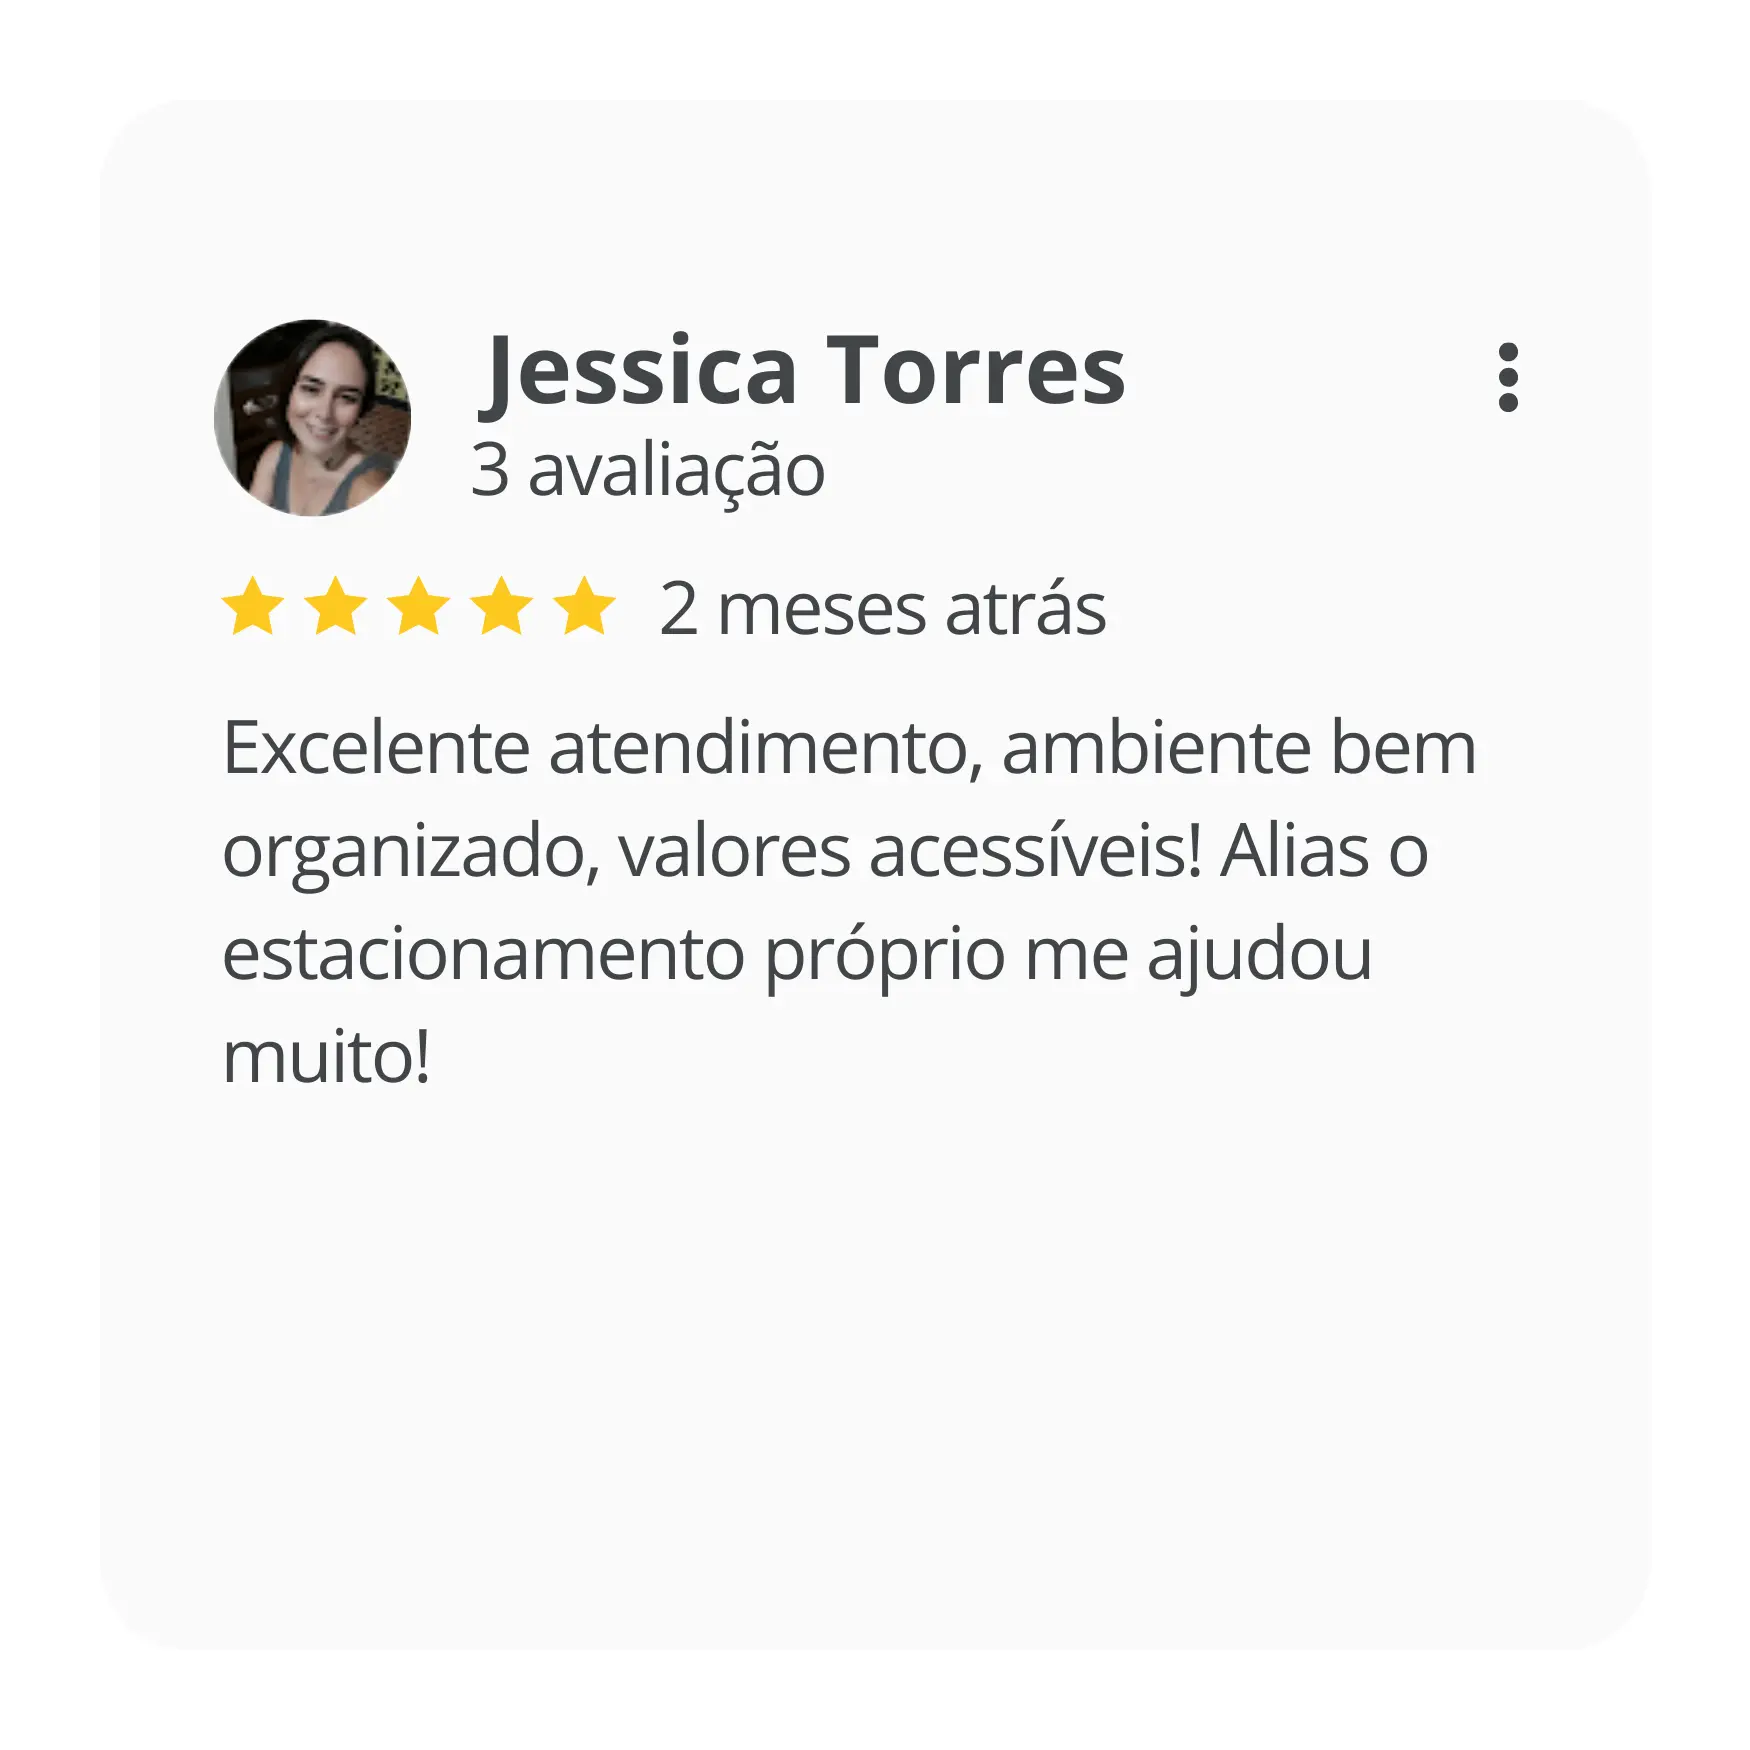 Jessica Torres
3 avaliação
2 meses atrás
Excelente atendimento, ambiente bem
organizado, valores acessíveis! Alias o
estacionamento próprio me ajudou
muito!